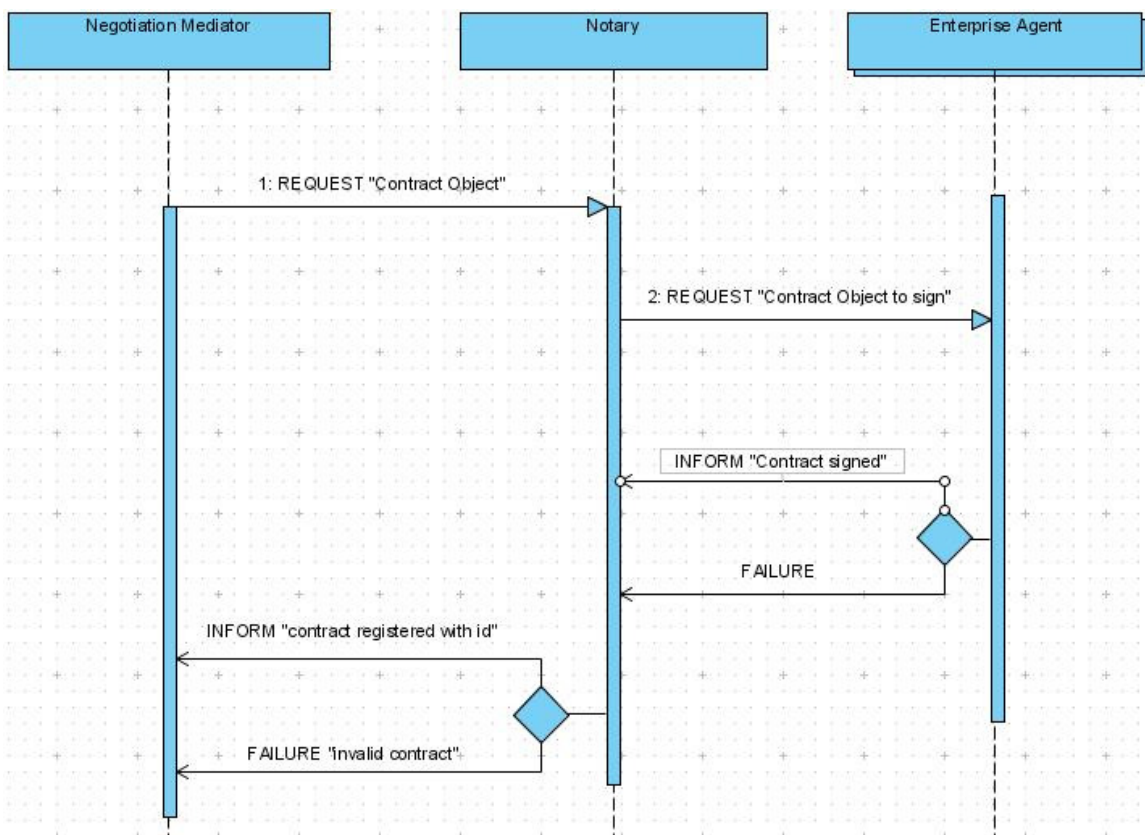 Negotiation Mediator
Notary
Enterprise Agent
1: REQUEST "Contract Object"
2: REQUEST "Contract Object to sign"
INFORM "Contract signed"
FAILURE
INFORM "contract registered with id"
FAILURE "invalid contract"